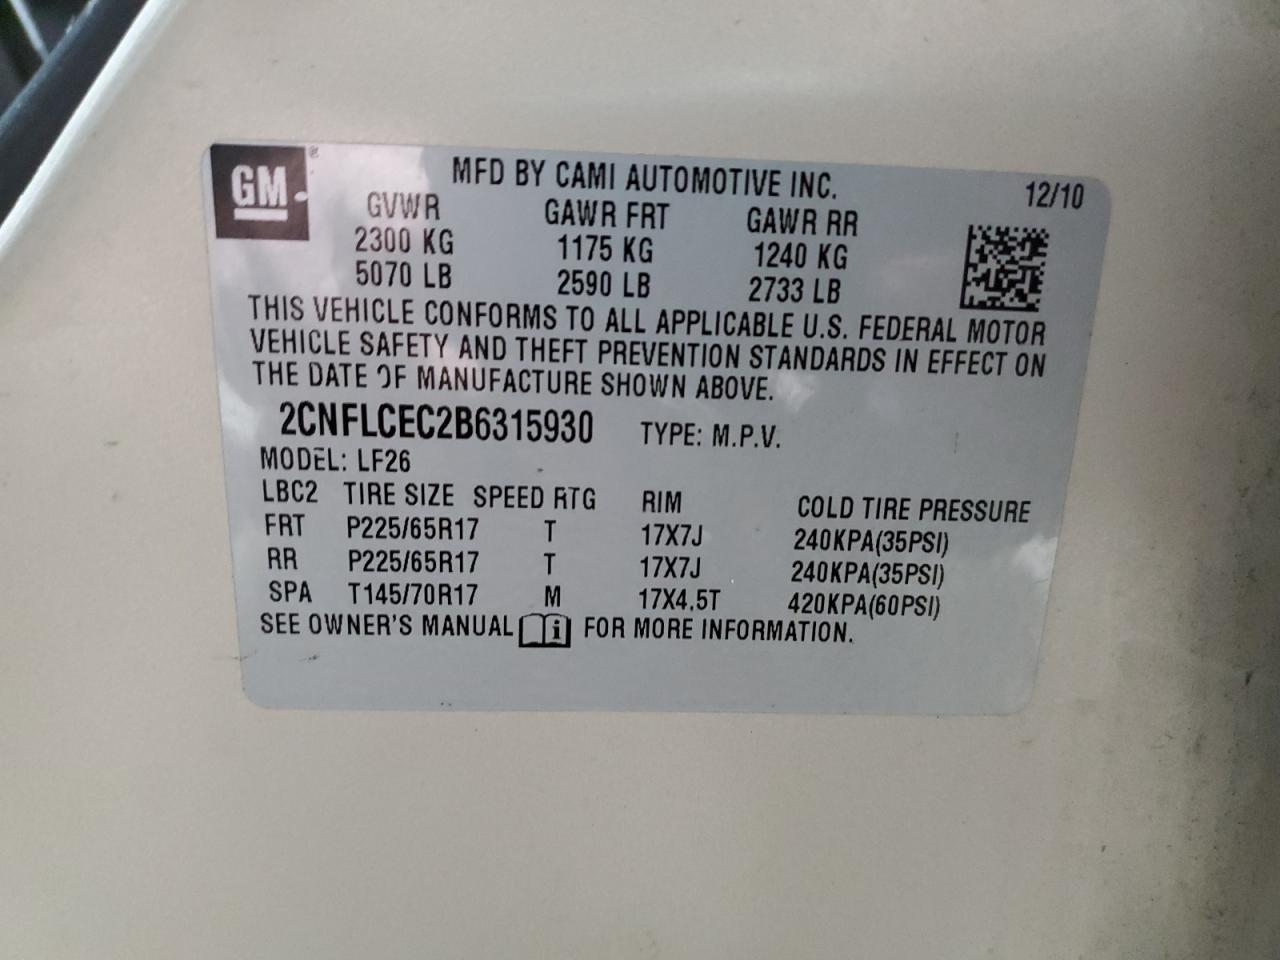 GM
®
MFD BY CAMI AUTOMOTIVE INC.
12/10
GVWR GAWR FRT GAWR RR
2300 KG 1175 KG 1240 KG
5070 LB 2590 LB 2733 LB
THIS VEHICLE CONFORMS TO ALL APPLICABLE U.S. FEDERAL MOTOR
VEHICLE SAFETY AND THEFT PREVENTION STANDARDS IN EFFECT ON
THE DATE OF MANUFACTURE SHOWN ABOVE.
2CNFLCEC2B6315930 TYPE: M.P.V.
MODEL: LF26
LBC2 TIRE SIZE SPEED RTG RIM COLD TIRE PRESSURE
FRT P225/65R17 T 17X7J 240KPA(35PSI)
RR P225/65R17 T 17X7J 240KPA(35PSI)
SPA T145/70R17 M 17X4.5T 420KPA(60PSI)
SEE OWNER'S MANUAL i FOR MORE INFORMATION.